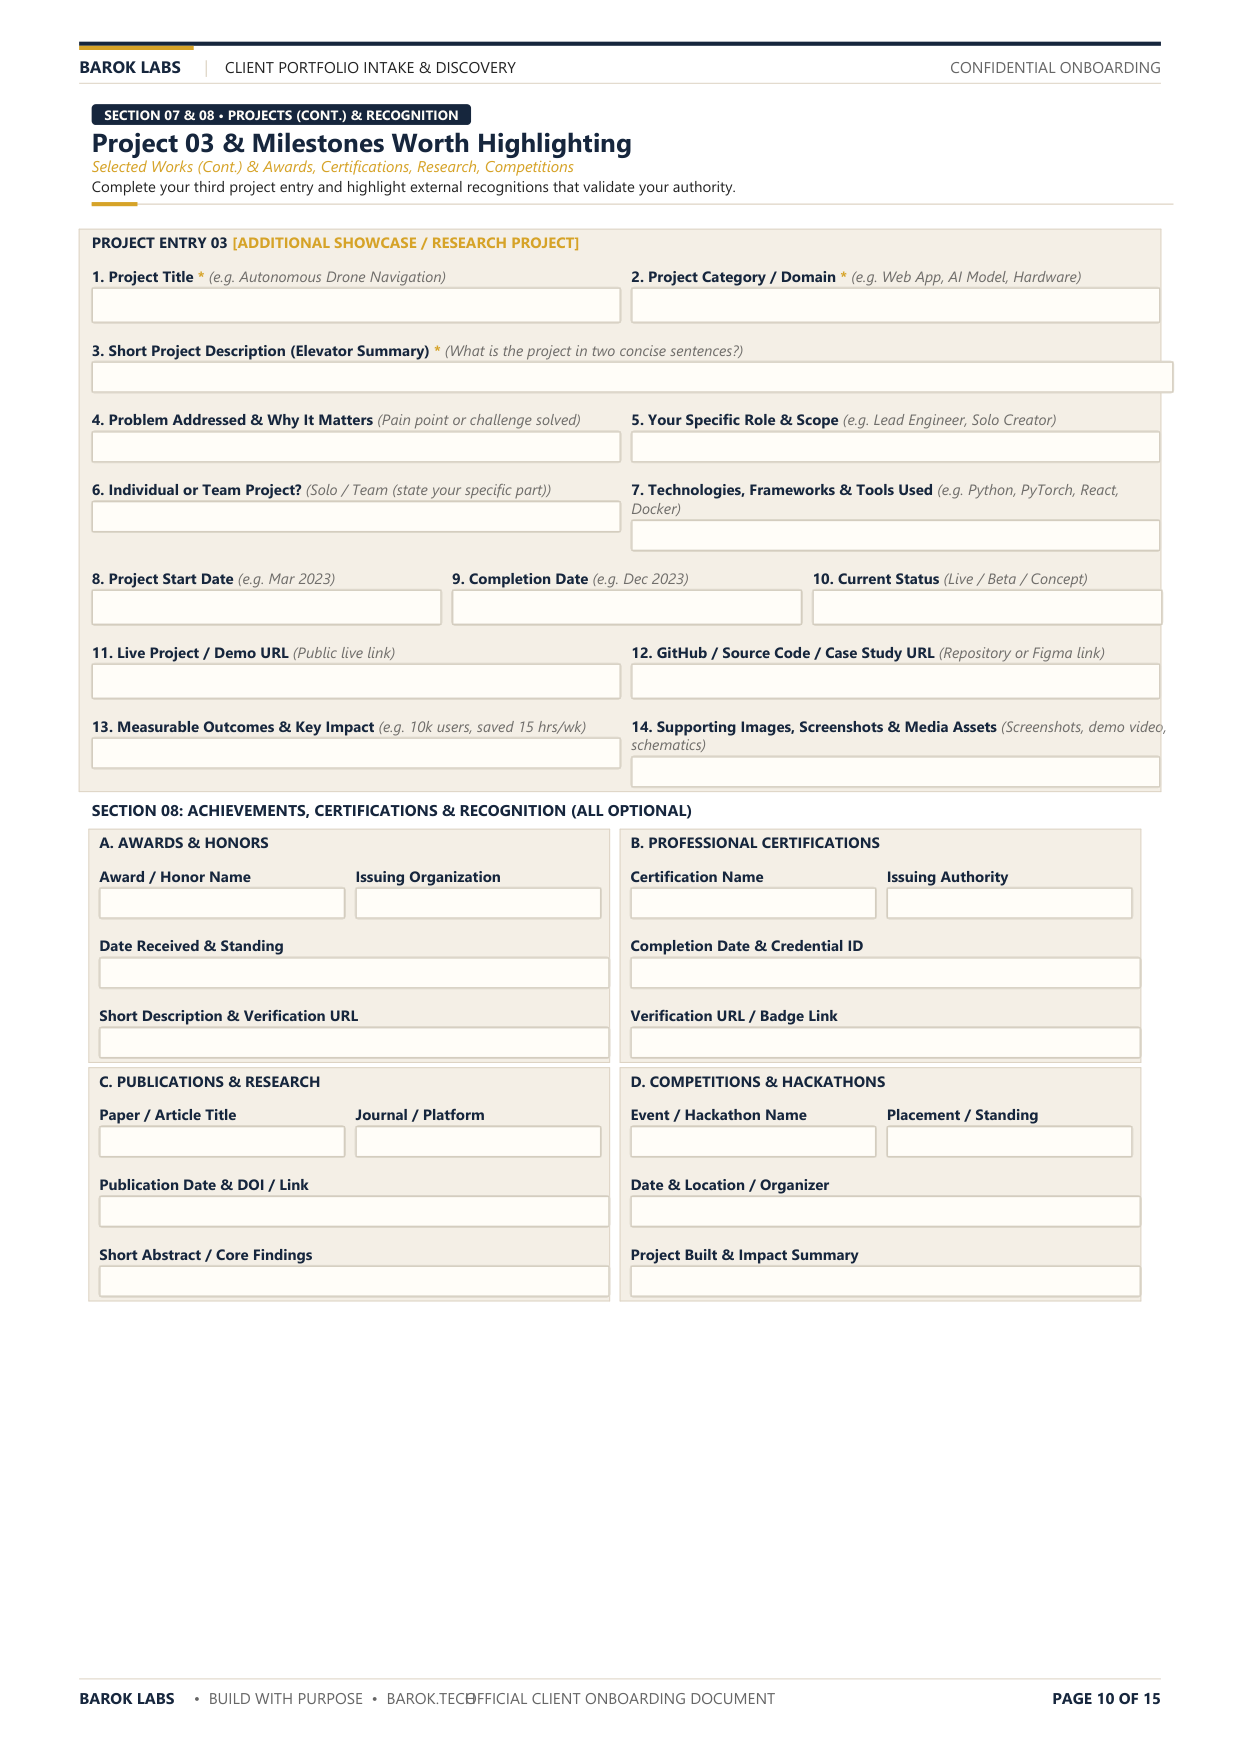 BAROK LABS | CLIENT PORTFOLIO INTAKE & DISCOVERY CONFIDENTIAL ONBOARDING
SECTION 07 & 08 • PROJECTS (CONT.) & RECOGNITION
Project 03 & Milestones Worth Highlighting
Selected Works (Cont.) & Awards, Certifications, Research, Competitions
Complete your third project entry and highlight external recognitions that validate your authority.
PROJECT ENTRY 03 [ADDITIONAL SHOWCASE / RESEARCH PROJECT]
1. Project Title * (e.g. Autonomous Drone Navigation)
2. Project Category / Domain * (e.g. Web App, AI Model, Hardware)
3. Short Project Description (Elevator Summary) * (What is the project in two concise sentences?)
4. Problem Addressed & Why It Matters (Pain point or challenge solved)
5. Your Specific Role & Scope (e.g. Lead Engineer, Solo Creator)
6. Individual or Team Project? (Solo / Team (state your specific part))
7. Technologies, Frameworks & Tools Used (e.g. Python, PyTorch, React,
Docker)
8. Project Start Date (e.g. Mar 2023)
9. Completion Date (e.g. Dec 2023)
10. Current Status (Live / Beta / Concept)
11. Live Project / Demo URL (Public live link)
12. GitHub / Source Code / Case Study URL (Repository or Figma link)
13. Measurable Outcomes & Key Impact (e.g. 10k users, saved 15 hrs/wk)
14. Supporting Images, Screenshots & Media Assets (Screenshots, demo video,
schematics)
SECTION 08: ACHIEVEMENTS, CERTIFICATIONS & RECOGNITION (ALL OPTIONAL)
A. AWARDS & HONORS
Award / Honor Name
Issuing Organization
Date Received & Standing
Short Description & Verification URL
B. PROFESSIONAL CERTIFICATIONS
Certification Name
Issuing Authority
Completion Date & Credential ID
Verification URL / Badge Link
C. PUBLICATIONS & RESEARCH
Paper / Article Title
Journal / Platform
Publication Date & DOI / Link
Short Abstract / Core Findings
D. COMPETITIONS & HACKATHONS
Event / Hackathon Name
Placement / Standing
Date & Location / Organizer
Project Built & Impact Summary
BAROK LABS • BUILD WITH PURPOSE • BAROK.TECH OFFICIAL CLIENT ONBOARDING DOCUMENT PAGE 10 OF 15